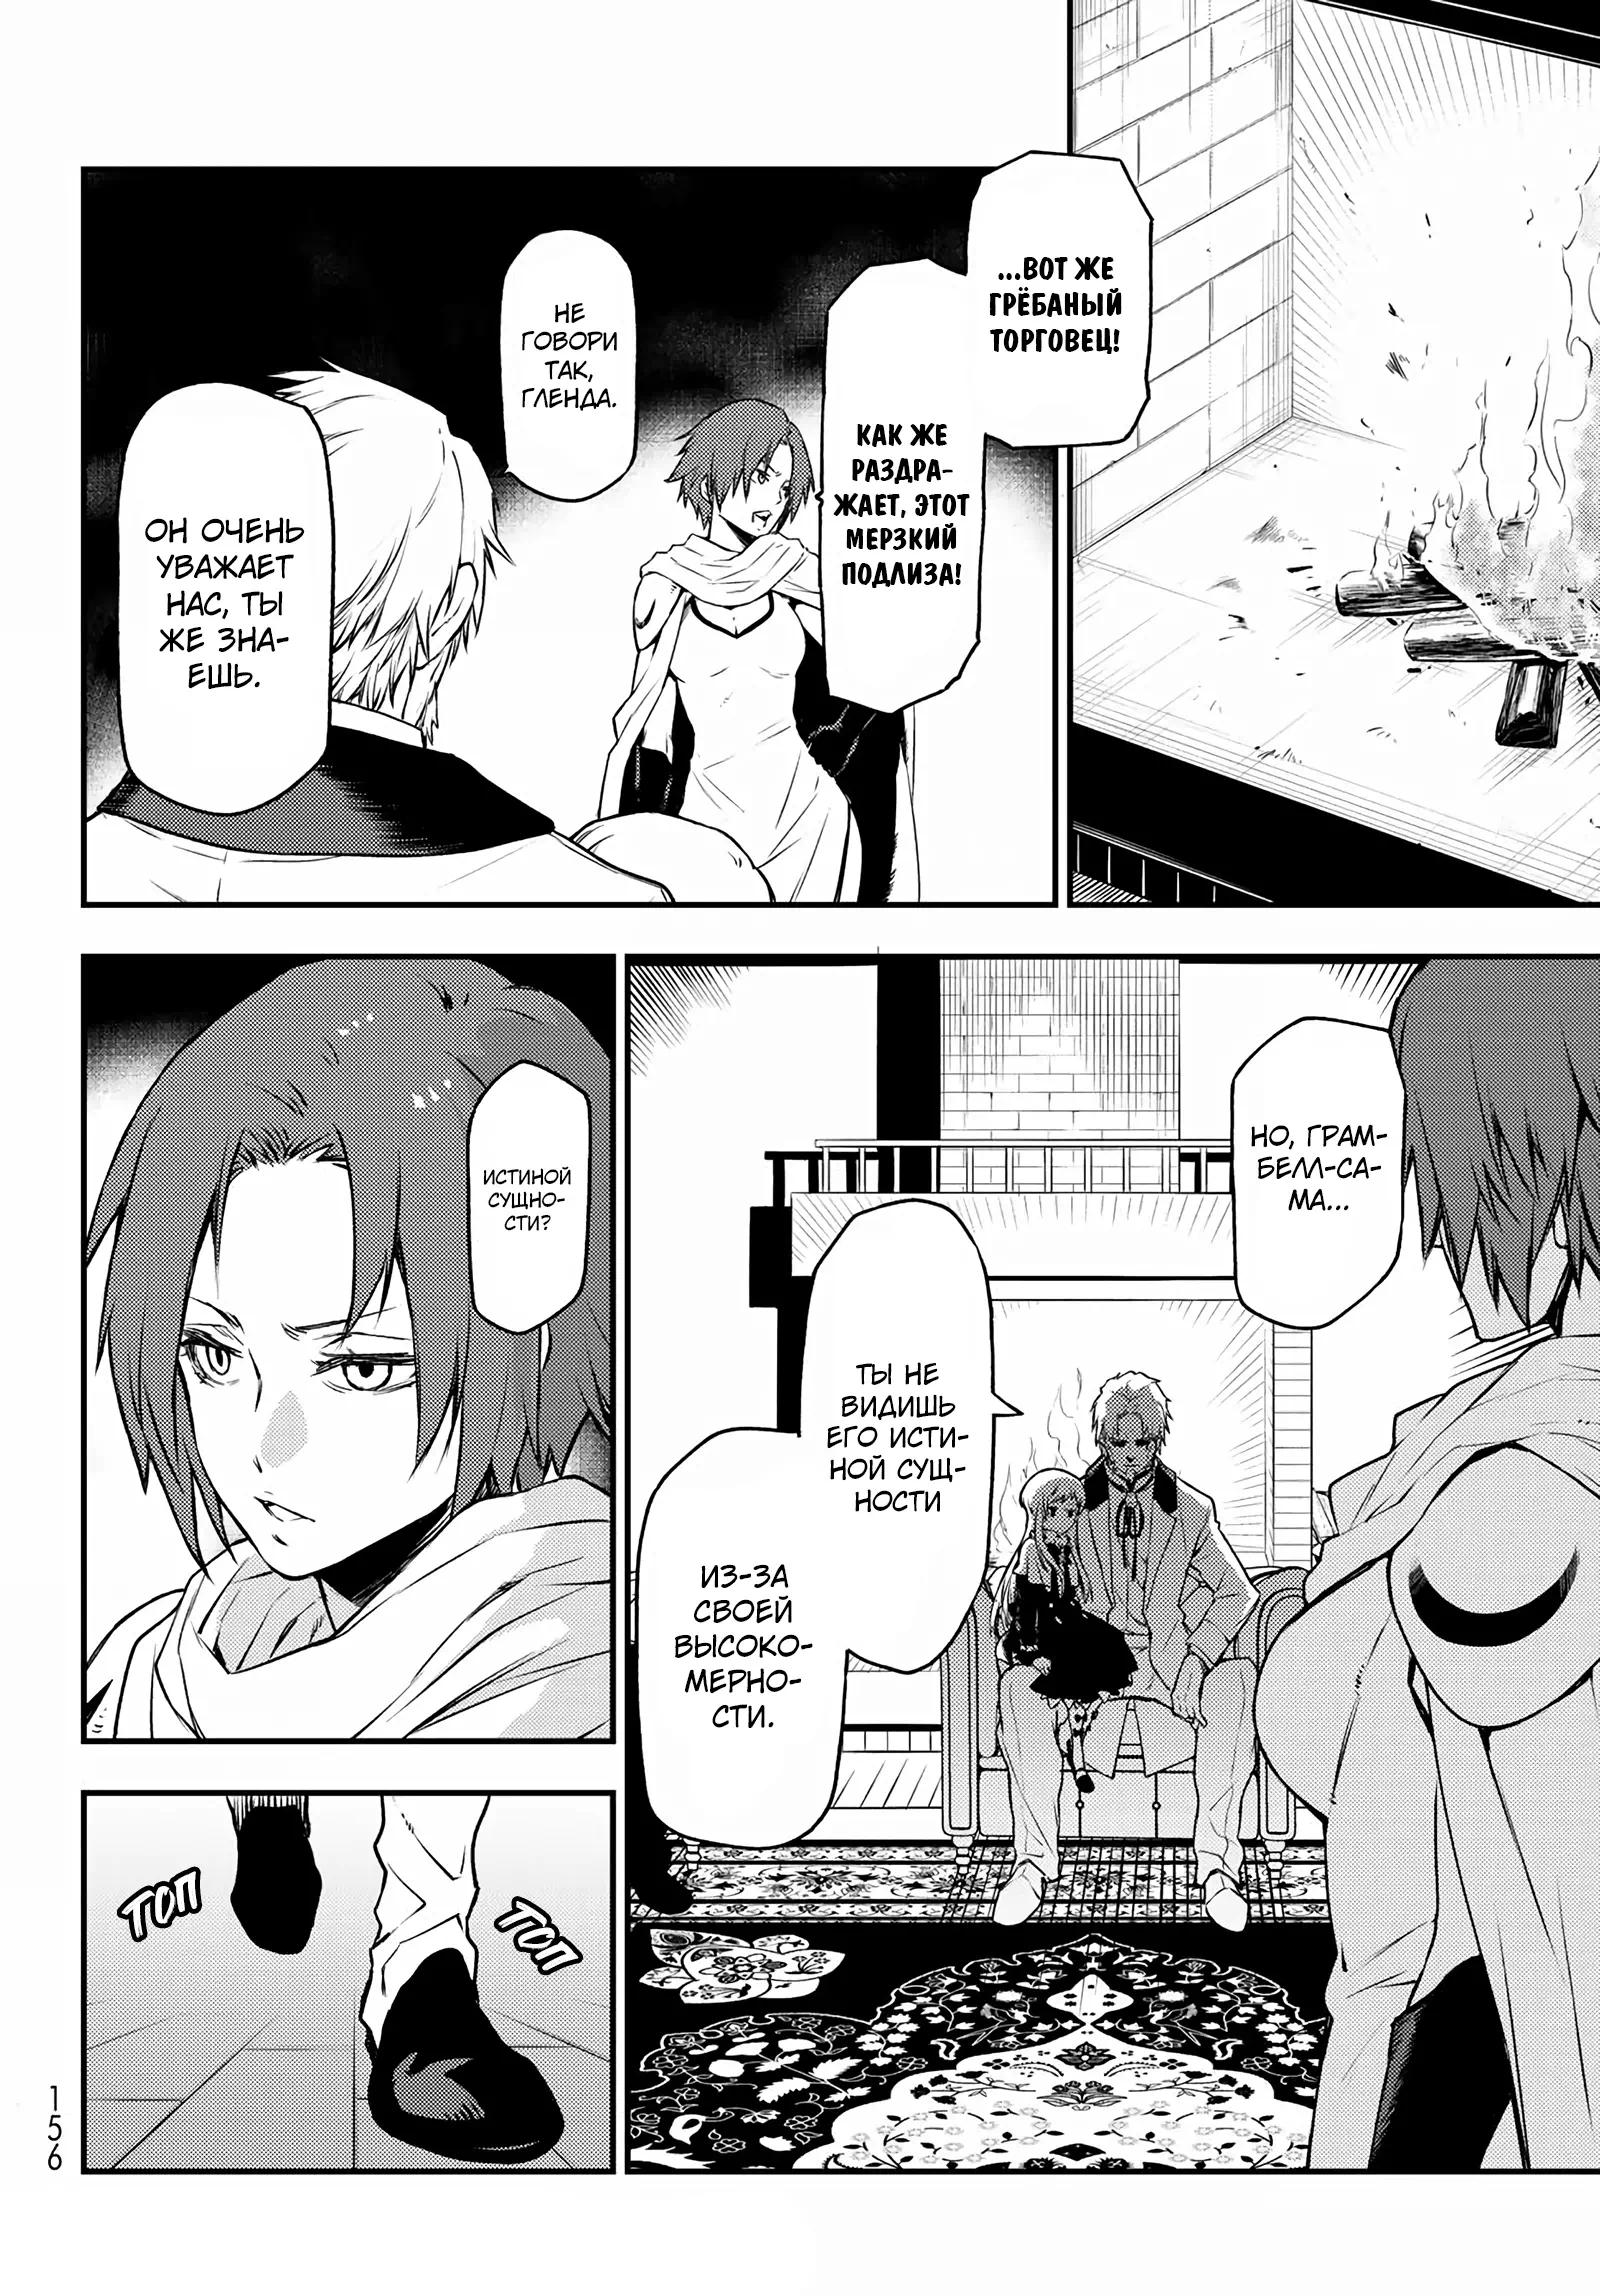 ...ВОТ ЖЕ
ГРЁБАНЫЙ
ТОРГОВЕЦ!
КАК ЖЕ
РАЗДРА-
ЖАЕТ, ЭТОТ
МЕРЗКИЙ
ПОДЛИЗА!
НЕ
ГОВОРИ
ТАК,
ГЛЕНДА.
ОН ОЧЕНЬ
УВАЖАЕТ
НАС, ТЫ
ЖЕ ЗНА-
ЕШЬ.
НО, ГРАМ-
БЕЛЛ-СА-
МА...
ТЫ НЕ
ВИДИШЬ
ЕГО ИСТИ-
НОЙ СУЩ-
НОСТИ
ИЗ-ЗА
СВОЕЙ
ВЫСОКО-
МЕРНО-
СТИ.
ИСТИНОЙ
СУЩНО-
СТИ?
ТОП
ТОП
156